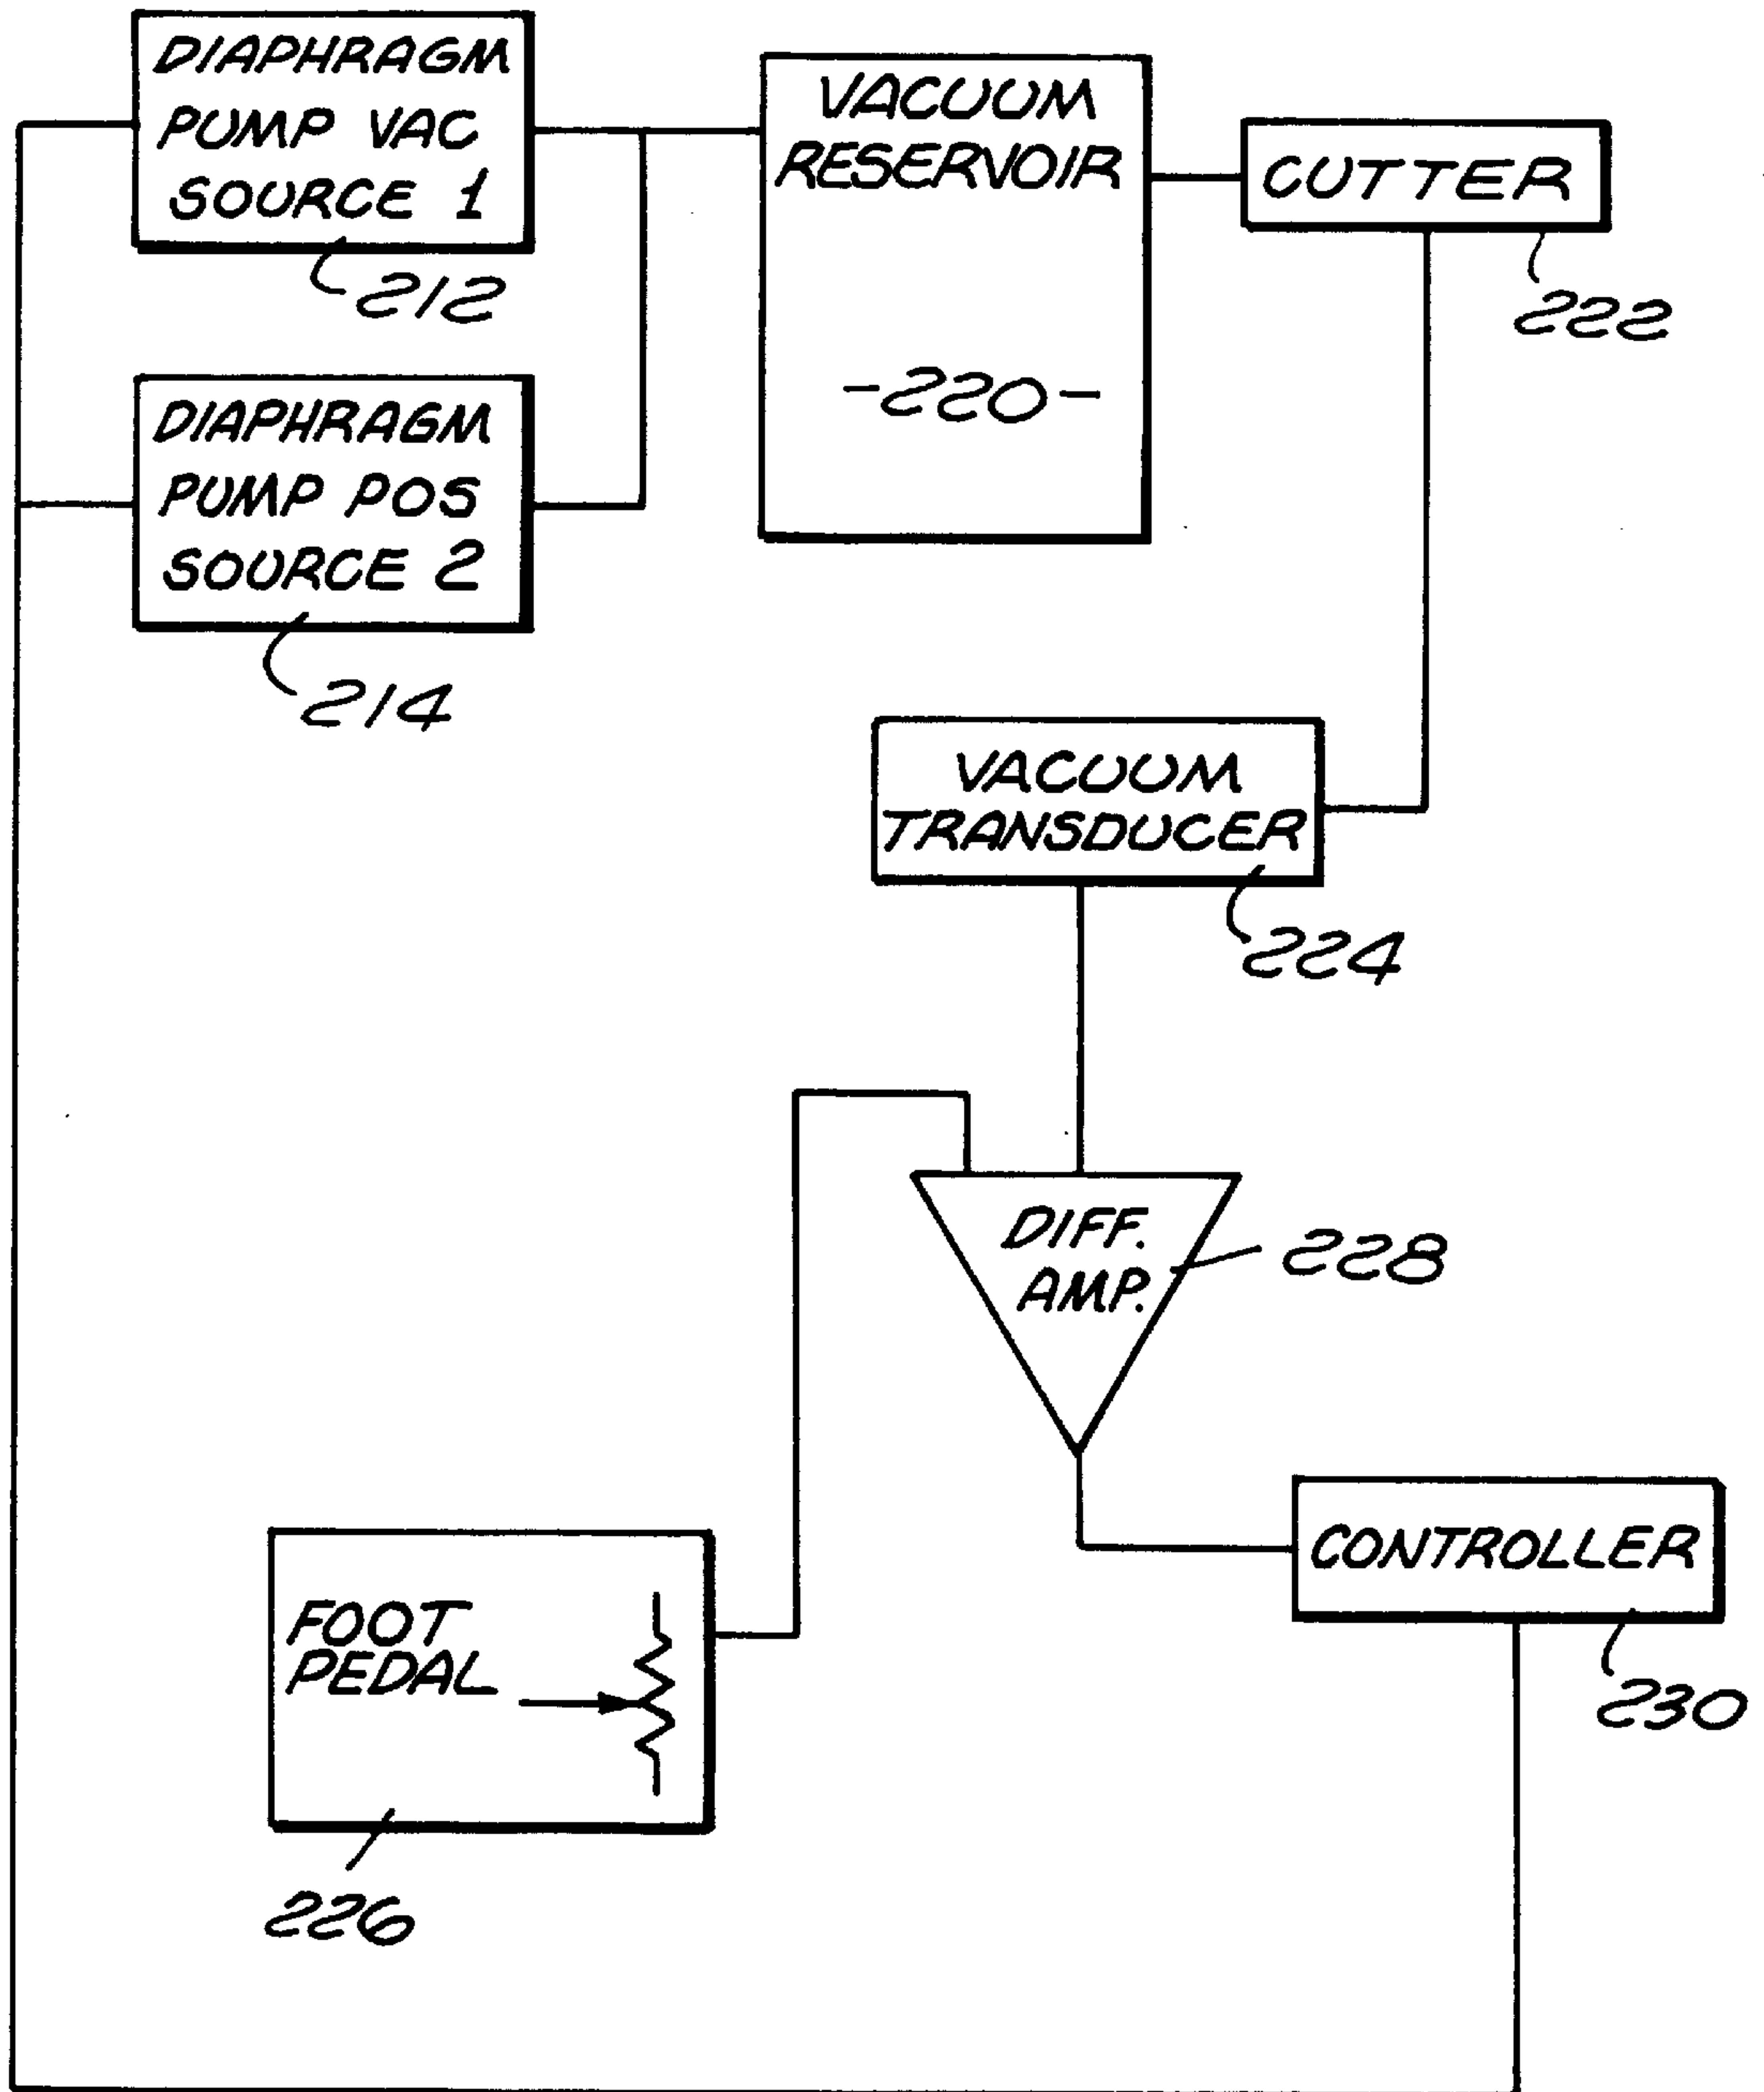 DIAPHRAGM
PUMP VAC
SOURCE 1
212
VACUUM
RESERVOIR
-220-
CUTTER
222
DIAPHRAGM
PUMP POS
SOURCE 2
214
VACUUM
TRANSDUCER
224
DIFF.
AMP.
228
CONTROLLER
230
FOOT
PEDAL
226